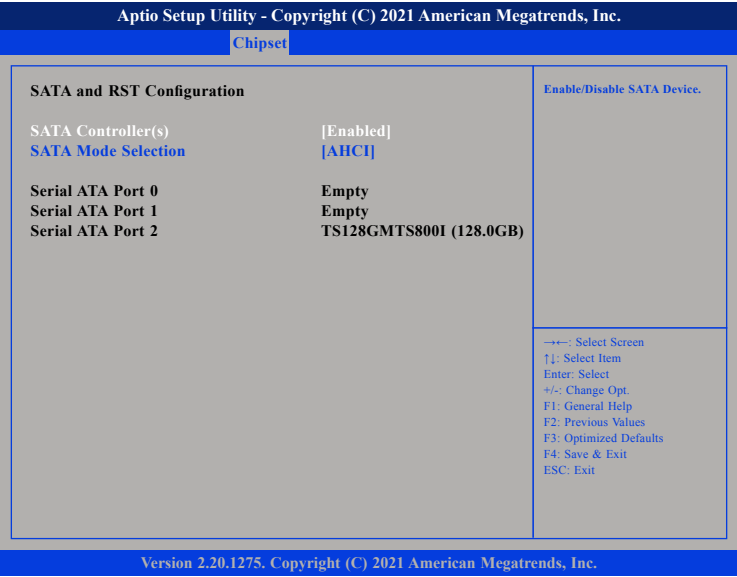 Aptio Setup Utility - Copyright (C) 2021 American Megatrends, Inc.
Chipset
SATA and RST Configuration
SATA Controller(s) [Enabled]
SATA Mode Selection [AHCI]
Serial ATA Port 0 Empty
Serial ATA Port 1 Empty
Serial ATA Port 2 TS128GMTS800I (128.0GB)
Enable/Disable SATA Device.
→←: Select Screen
↑↓: Select Item
Enter: Select
+/-: Change Opt.
F1: General Help
F2: Previous Values
F3: Optimized Defaults
F4: Save & Exit
ESC: Exit
Version 2.20.1275. Copyright (C) 2021 American Megatrends, Inc.